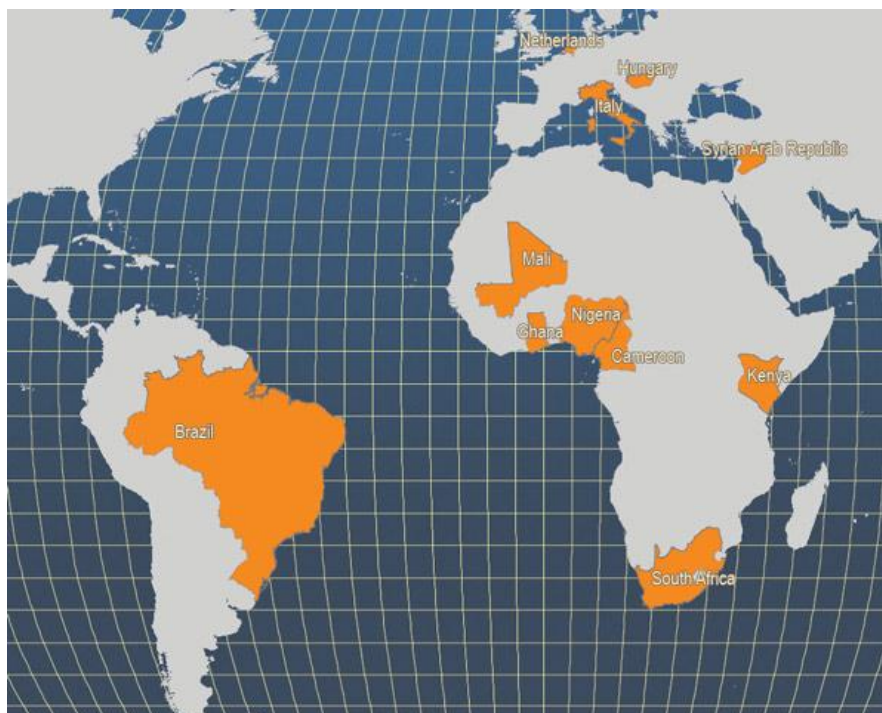 Netherlands
Hungary
Italy
Syrian Arab Republic
Mali
Nigeria
Ghana
Cameroon
Kenya
Brazil
South Africa